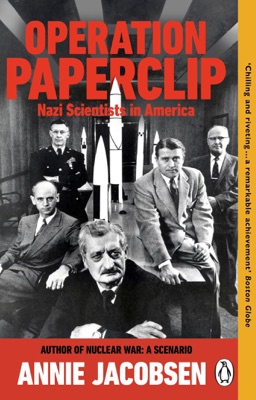 OPERATION
PAPERCLIP
Nazi Scientists in America
'Chilling and riveting ... a remarkable achievement' Boston Globe
AUTHOR OF NUCLEAR WAR: A SCENARIO
ANNIE JACOBSEN